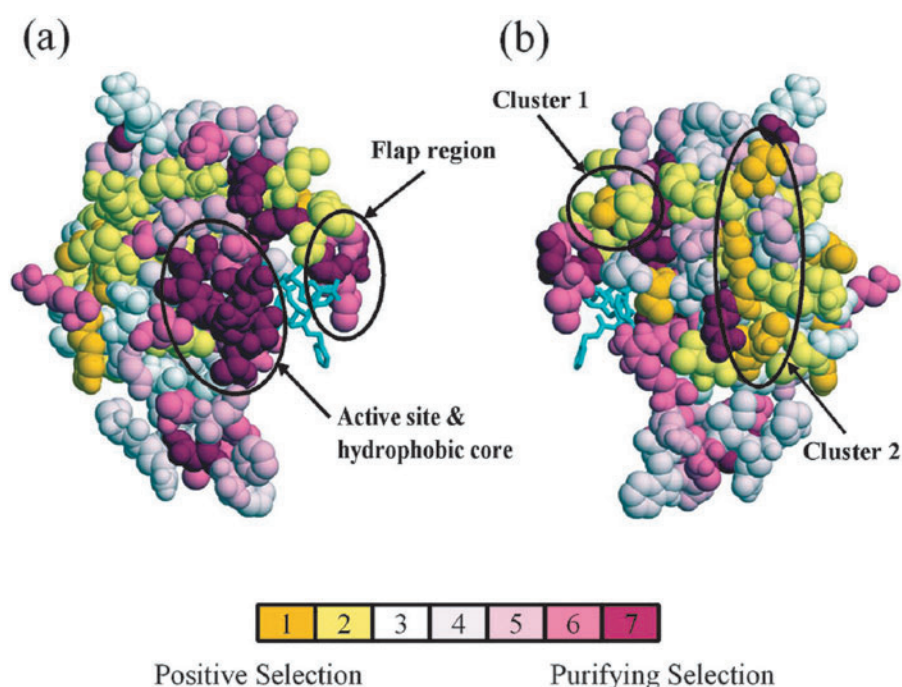 (a)
(b)
Cluster 1
Flap region
Active site &
hydrophobic core
Cluster 2
1 2 3 4 5 6 7
Positive Selection
Purifying Selection